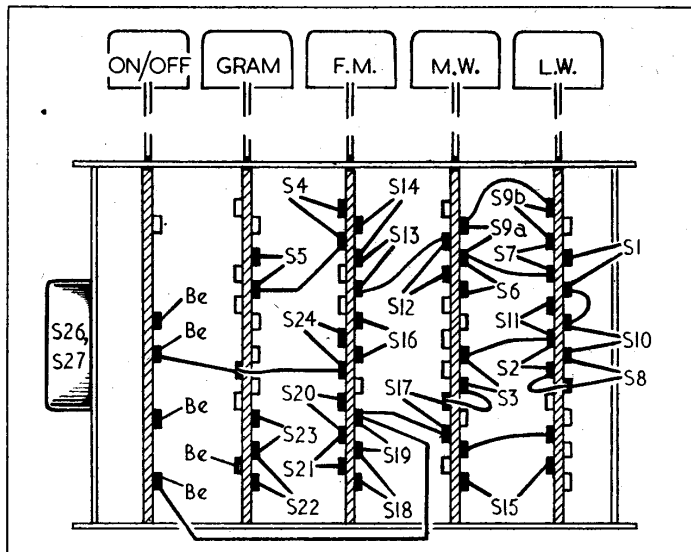 ON/OFF GRAM F.M. M.W. L.W.
S4 S14 S9b
S13 S9a
S5 S7 S1
S12 S6
Be S24 S11
S26, S27
Be S16 S2 S10
S17 S3 S8
S20
Be S23 S19
Be S21
Be S22 S18 S15